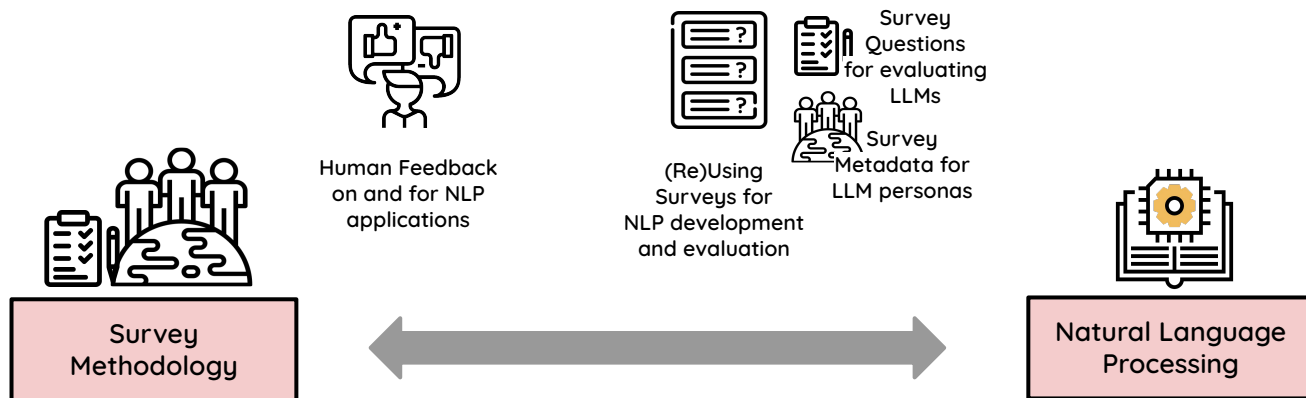 Human Feedback
on and for NLP
applications
(Re)Using
Surveys for
NLP development
and evaluation
? 
?
?
Survey
Questions
for evaluating
LLMs
Survey
Metadata for
LLM personas
Survey
Methodology
Natural Language
Processing